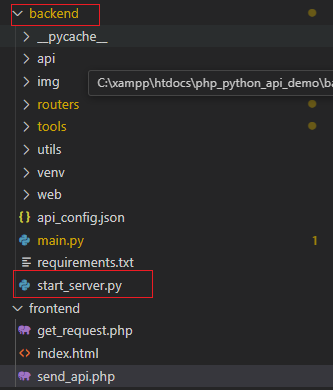 backend
__pycache__
api
img
C:\xampp\htdocs\php_python_api_demo\ba
routers
tools
utils
venv
web
{} api_config.json
main.py 1
requirements.txt
start_server.py
frontend
get_request.php
<> index.html
send_api.php